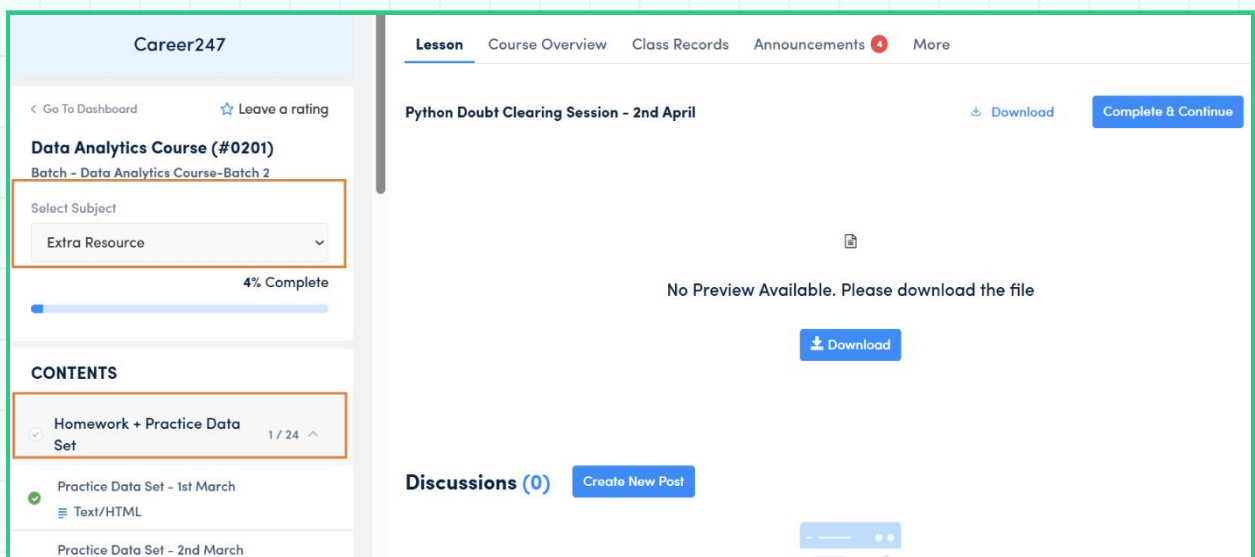 Career247
Go To Dashboard
Leave a rating
Data Analytics Course (#0201)
Batch - Data Analytics Course-Batch 2
Select Subject
Extra Resource
4% Complete
CONTENTS
Homework + Practice Data
Set
1 / 24
Practice Data Set - 1st March
Text/HTML
Practice Data Set - 2nd March
Lesson Course Overview Class Records Announcements 4 More
Python Doubt Clearing Session - 2nd April
Download
Complete & Continue
No Preview Available. Please download the file
Download
Discussions (0)
Create New Post